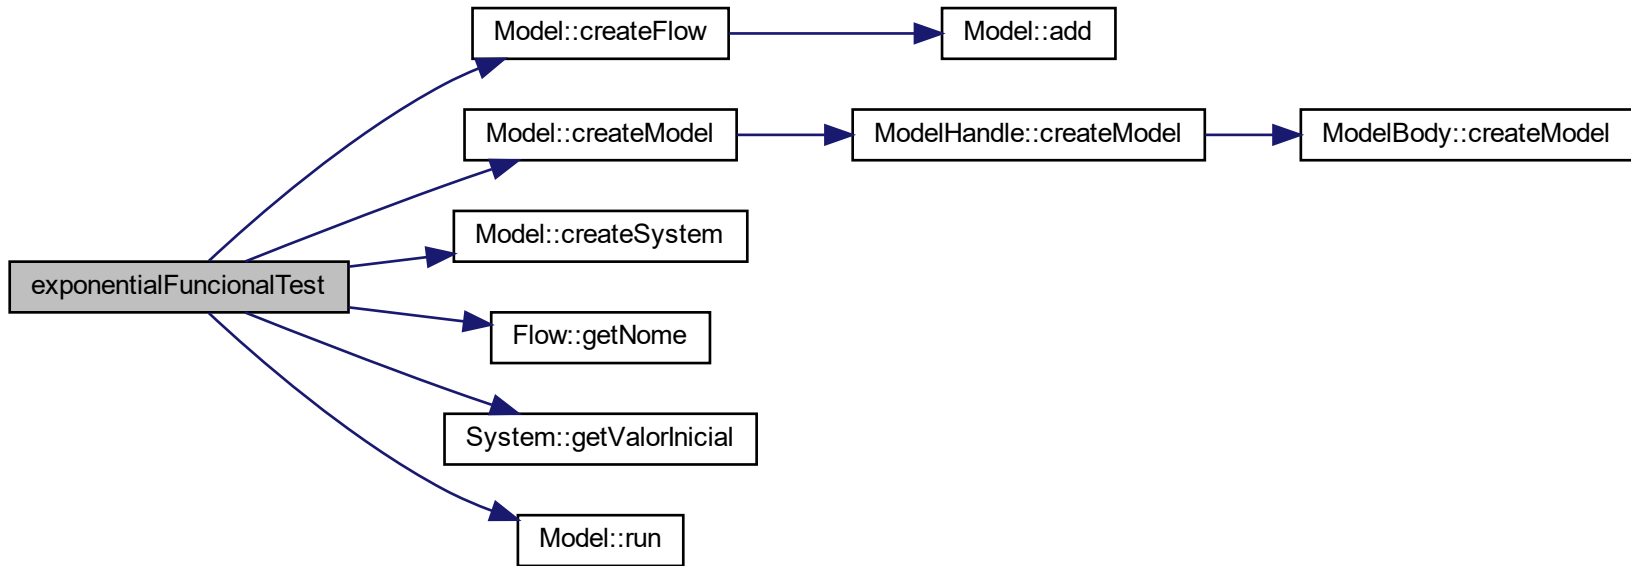 Model::createFlow
Model::add
Model::createModel
ModelHandle::createModel
ModelBody::createModel
Model::createSystem
exponentialFuncionalTest
Flow::getNome
System::getValorInicial
Model::run